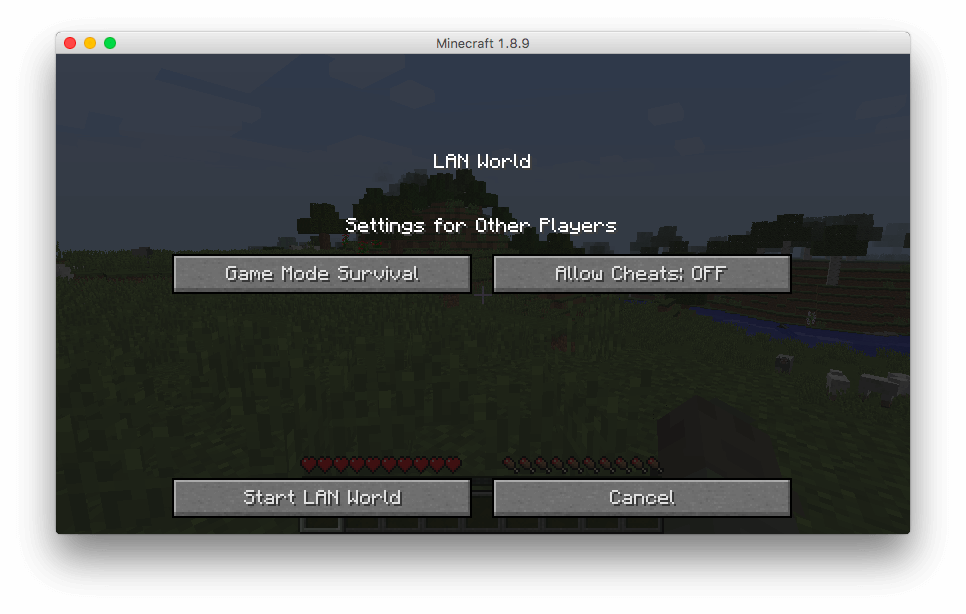 Minecraft 1.8.9
LAN World
Settings for Other Players
Game Mode Survival
Allow Cheats: OFF
Start LAN World
Cancel